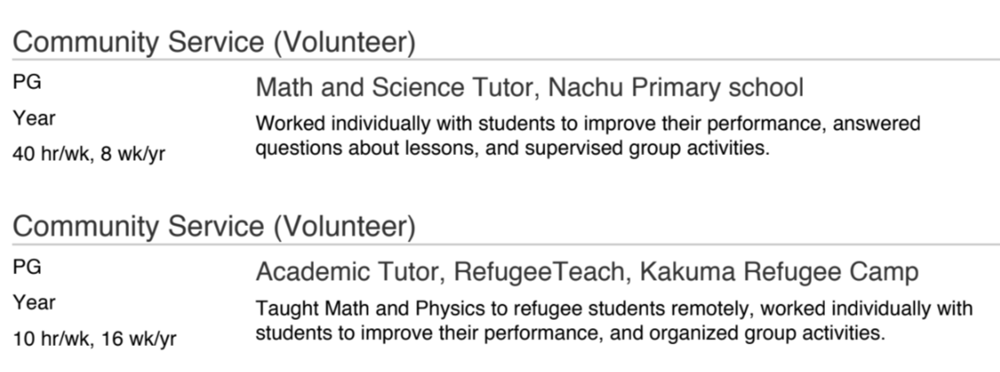 Community Service (Volunteer)
PG
Math and Science Tutor, Nachu Primary school
Year
Worked individually with students to improve their performance, answered
40 hr/wk, 8 wk/yr
questions about lessons, and supervised group activities.
Community Service (Volunteer)
PG
Academic Tutor, RefugeeTeach, Kakuma Refugee Camp
Year
Taught Math and Physics to refugee students remotely, worked individually with
10 hr/wk, 16 wk/yr
students to improve their performance, and organized group activities.